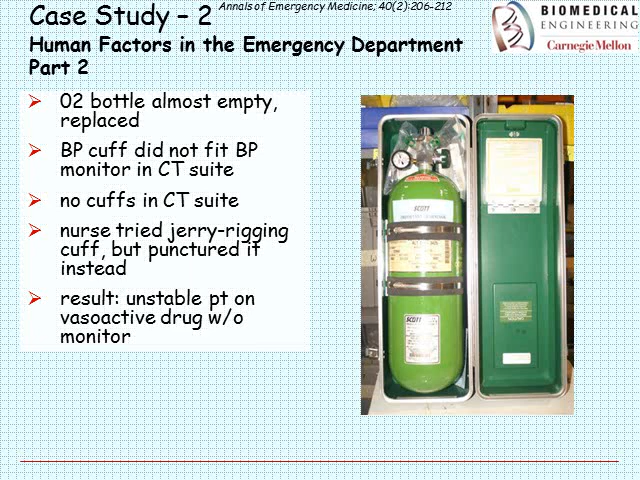 Case Study – 2
Annals of Emergency Medicine; 40(2):206-212
BIOMEDICAL
ENGINEERING
Carnegie Mellon
Human Factors in the Emergency Department
Part 2
02 bottle almost empty,
replaced
BP cuff did not fit BP
monitor in CT suite
no cuffs in CT suite
nurse tried jerry-rigging
cuff, but punctured it
instead
result: unstable pt on
vasoactive drug w/o
monitor
SCOTT
SCOTT